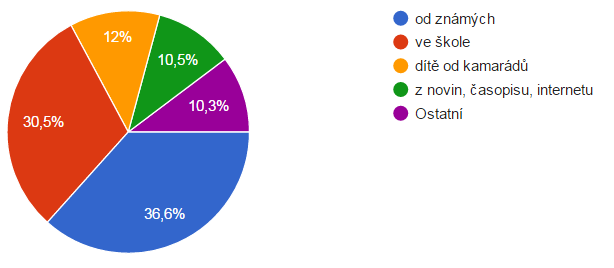 12%
10,5%
10,3%
30,5%
36,6%
od známých
ve škole
dítě od kamarádů
z novin, časopisu, internetu
Ostatní